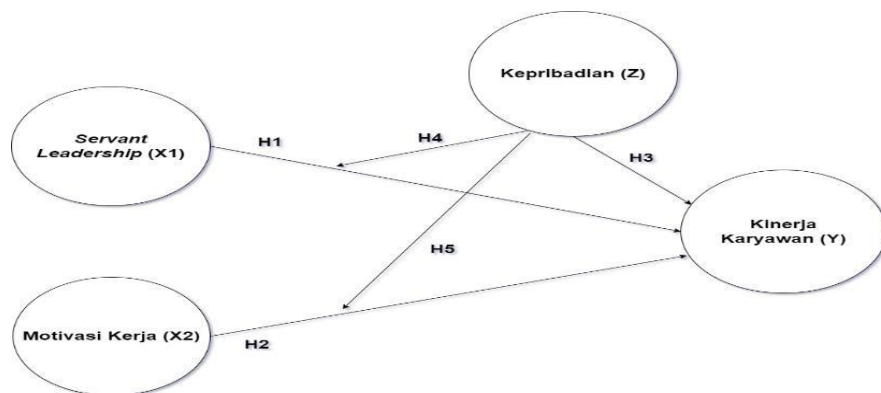 Kepribadian (Z)
Servant
Leadership (X1)
H1
H4
H3
Kinerja
Karyawan (Y)
H5
Motivasi Kerja (X2)
H2